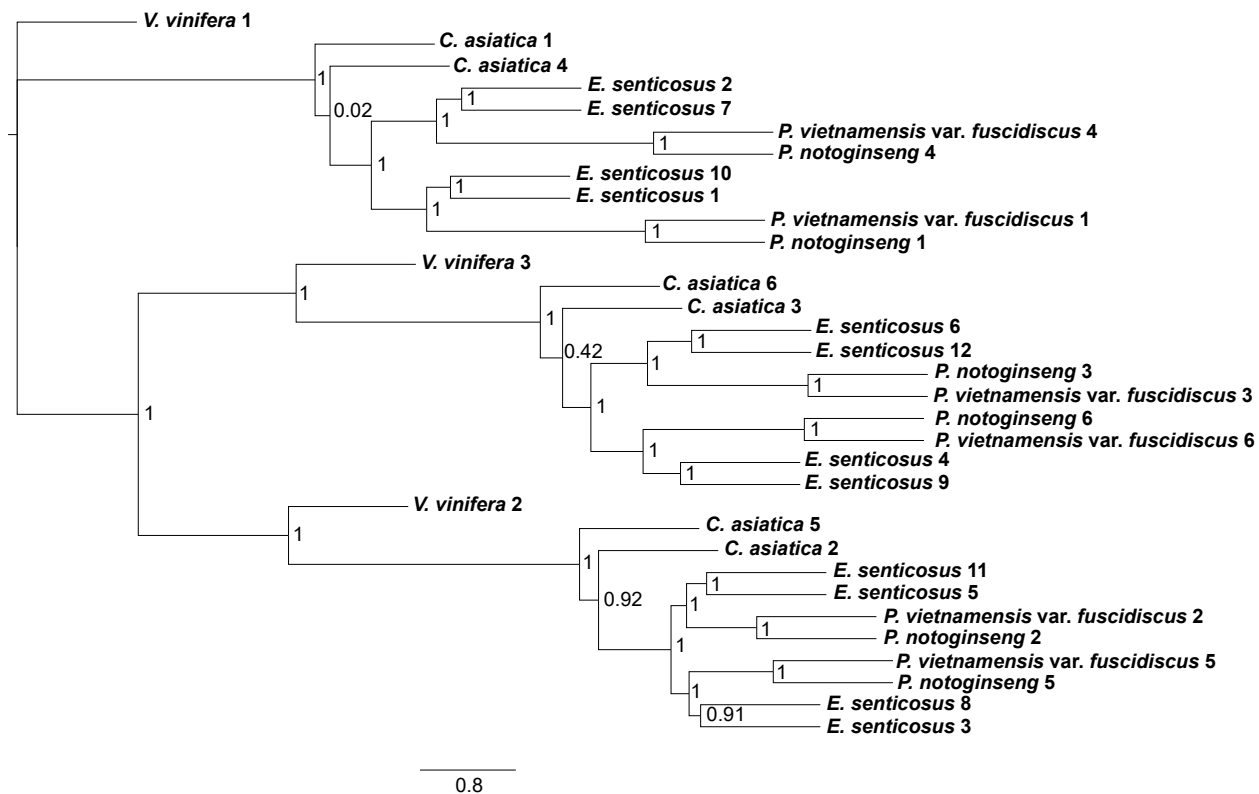 V. vinifera 1
C. asiatica 1
1
C. asiatica 4
0.02
E. senticosus 2
1
E. senticosus 7
1
P. vietnamensis var. fuscidiscus 4
1
P. notoginseng 4
1
E. senticosus 10
1
E. senticosus 1
1
P. vietnamensis var. fuscidiscus 1
1
P. notoginseng 1
V. vinifera 3
1
C. asiatica 6
1
C. asiatica 3
0.42
E. senticosus 6
1
E. senticosus 12
1
P. notoginseng 3
1
P. vietnamensis var. fuscidiscus 3
1
1
P. notoginseng 6
1
P. vietnamensis var. fuscidiscus 6
1
E. senticosus 4
1
E. senticosus 9
V. vinifera 2
1
C. asiatica 5
1
C. asiatica 2
0.92
E. senticosus 11
1
E. senticosus 5
1
P. vietnamensis var. fuscidiscus 2
1
P. notoginseng 2
1
P. vietnamensis var. fuscidiscus 5
1
P. notoginseng 5
1
E. senticosus 8
0.91
E. senticosus 3
0.8